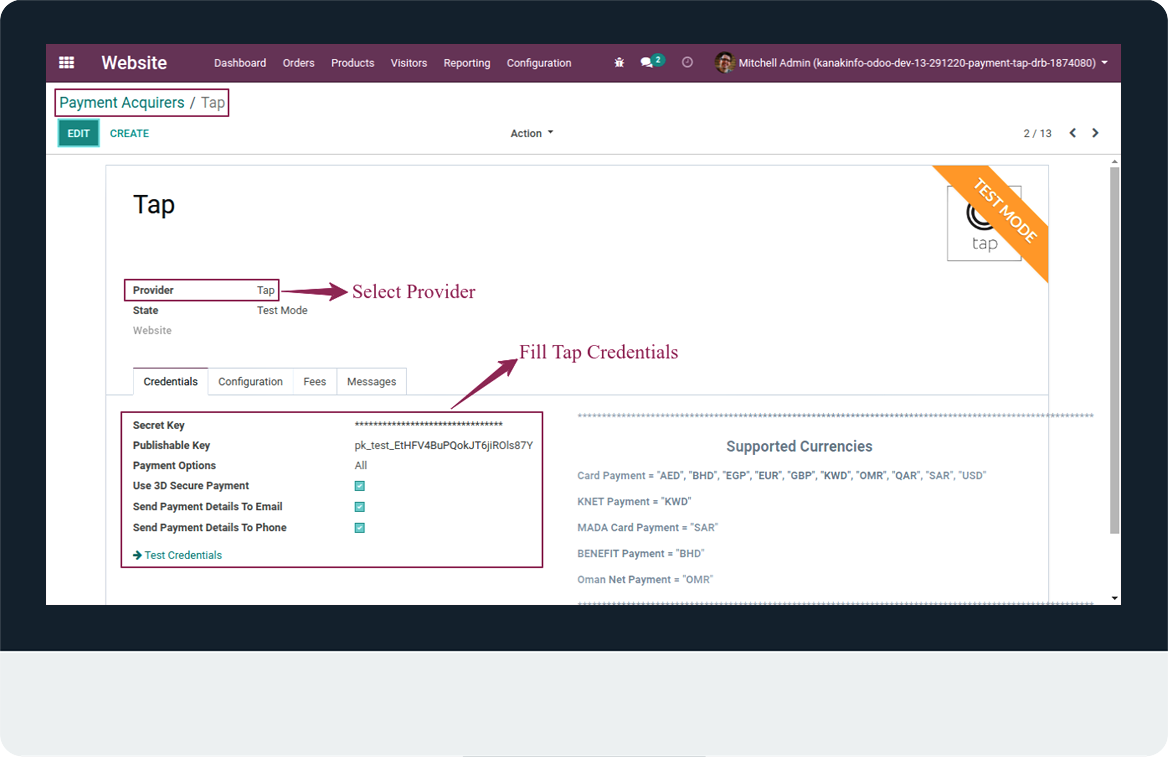 Website Dashboard Orders Products Visitors Reporting Configuration 2 Mitchell Admin (kanakinfo-odoo-dev-13-291220-payment-tap-drb-1874080)
Payment Acquirers / Tap
EDIT CREATE Action 2 / 13
Tap
TEST MODE
tap
Provider Tap Select Provider
State Test Mode
Website
Fill Tap Credentials
Credentials Configuration Fees Messages
Secret Key ********************************
Publishable Key pk_test_EtHFV4BuPQokJT6jiROls87Y
Payment Options All
Use 3D Secure Payment
Send Payment Details To Email
Send Payment Details To Phone
Test Credentials
Supported Currencies
Card Payment = "AED", "BHD", "EGP", "EUR", "GBP", "KWD", "OMR", "QAR", "SAR", "USD"
KNET Payment = "KWD"
MADA Card Payment = "SAR"
BENEFIT Payment = "BHD"
Oman Net Payment = "OMR"